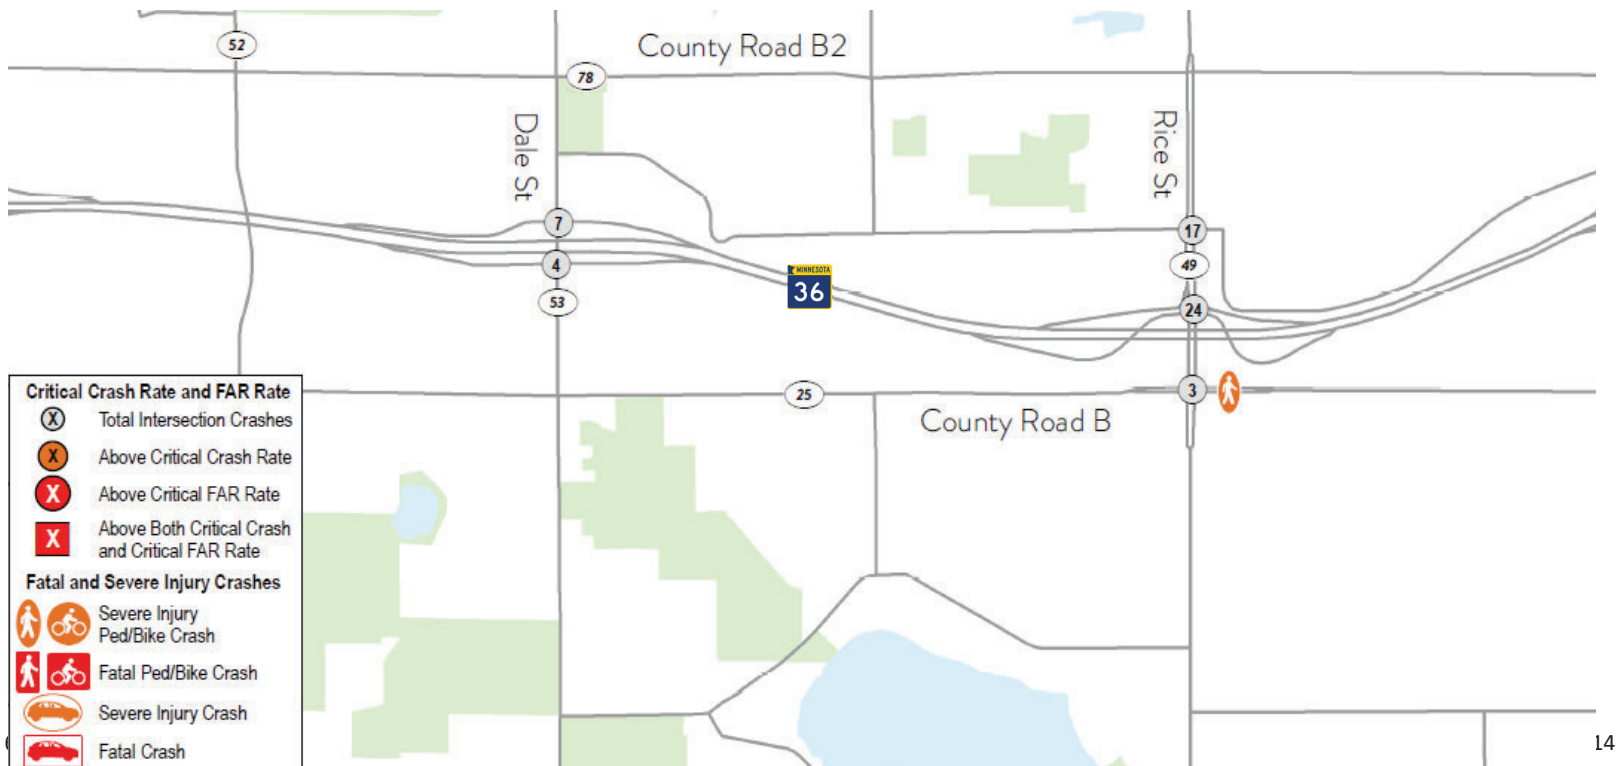 52
County Road B2
78
Dale St
Rice St
7
17
4
49
MINNESOTA
36
53
24
3
25
County Road B
Critical Crash Rate and FAR Rate
X Total Intersection Crashes
X Above Critical Crash Rate
X Above Critical FAR Rate
X Above Both Critical Crash
and Critical FAR Rate
Fatal and Severe Injury Crashes
Severe Injury
Ped/Bike Crash
Fatal Ped/Bike Crash
Severe Injury Crash
Fatal Crash
14